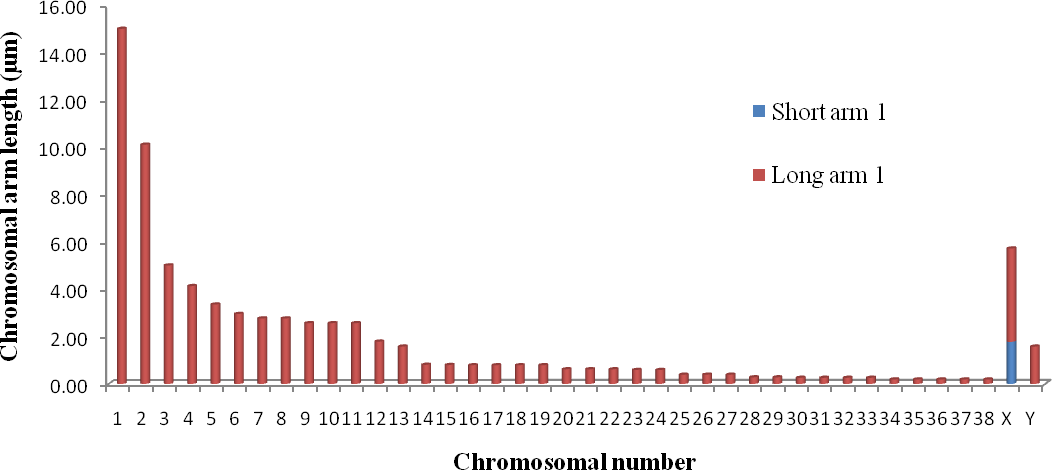 Chromosomal arm length (µm)
16.00
14.00
12.00
10.00
8.00
6.00
4.00
2.00
0.00
Short arm 1
Long arm 1
1 2 3 4 5 6 7 8 9 10 11 12 13 14 15 16 17 18 19 20 21 22 23 24 25 26 27 28 29 30 31 32 33 34 35 36 37 38 X Y
Chromosomal number